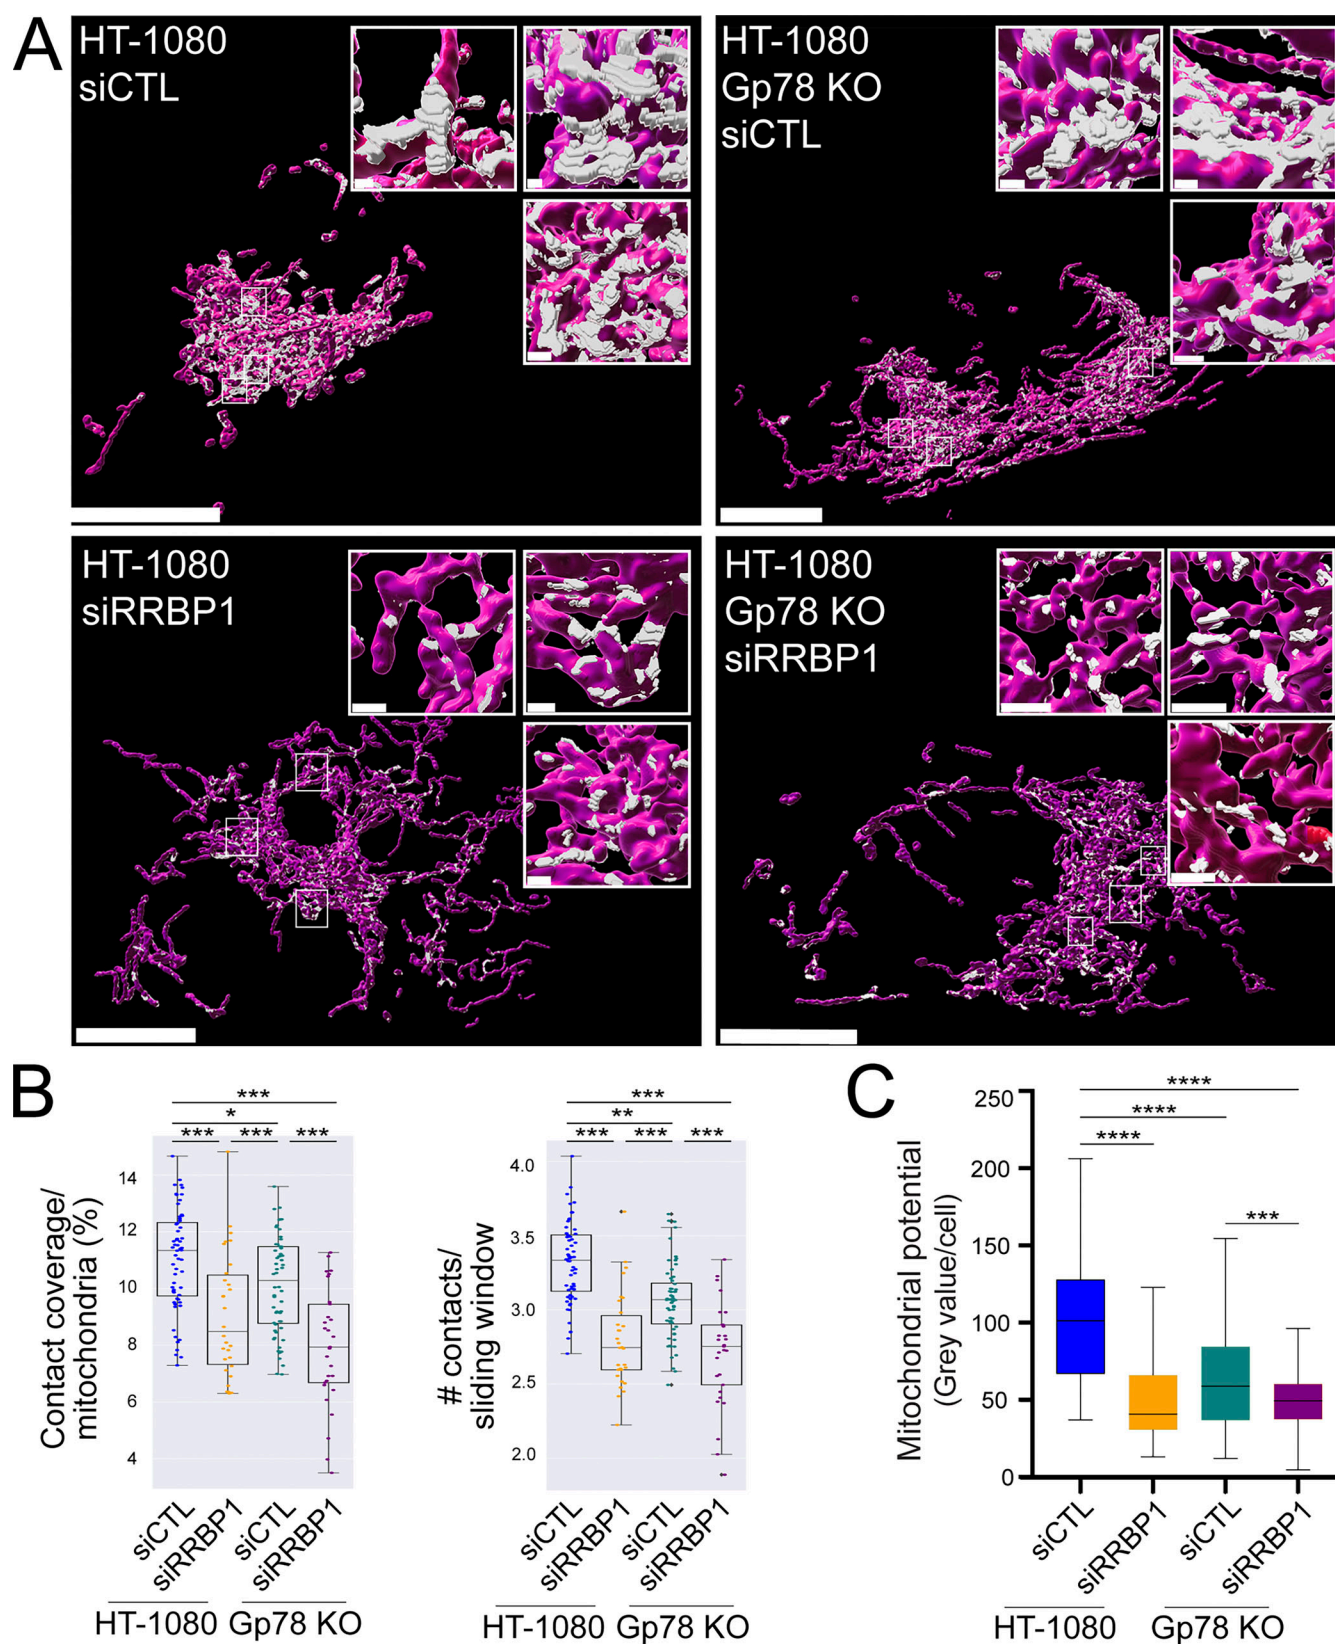 A
HT-1080
siCTL
HT-1080
Gp78 KO
siCTL
HT-1080
siRRBP1
HT-1080
Gp78 KO
siRRBP1
B
***
*
***
***
***
Contact coverage/
mitochondria (%)
14
12
10
8
6
4
siCTL
siRRBP1
siCTL
siRRBP1
HT-1080
Gp78 KO
***
**
***
***
***
# contacts/
sliding window
4.0
3.5
3.0
2.5
2.0
siCTL
siRRBP1
siCTL
siRRBP1
HT-1080
Gp78 KO
C
****
****
****
***
Mitochondrial potential
(Grey value/cell)
250
200
150
100
50
0
siCTL
siRRBP1
siCTL
siRRBP1
HT-1080
Gp78 KO